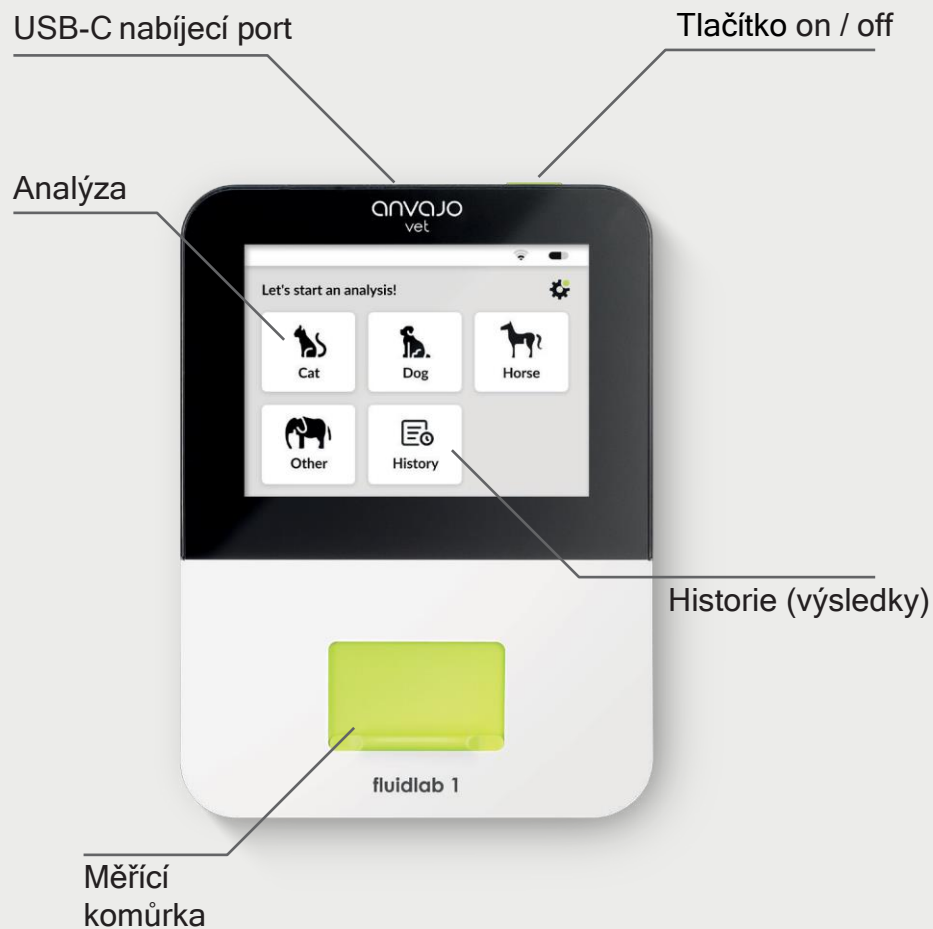 USB-C nabíjecí port
Tlačítko on / off
Analýza
anvajo
vet
Let's start an analysis!
Cat
Dog
Horse
Other
History
Historie (výsledky)
fluidlab 1
Měřící
komůrka